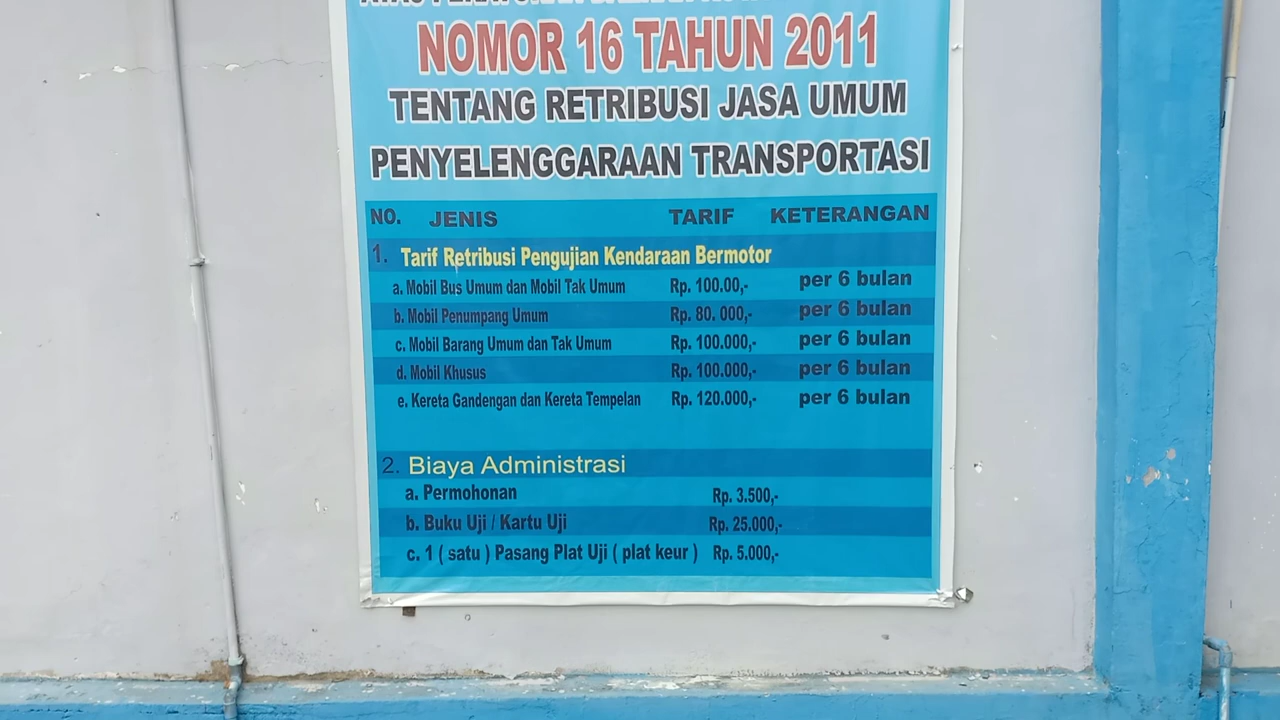 NOMOR 16 TAHUN 2011
TENTANG RETRIBUSI JASA UMUM
PENYELENGGARAAN TRANSPORTASI
NO. JENIS TARIF KETERANGAN
1. Tarif Retribusi Pengujian Kendaraan Bermotor
a. Mobil Bus Umum dan Mobil Tak Umum Rp. 100.00,- per 6 bulan
b. Mobil Penumpang Umum Rp. 80. 000,- per 6 bulan
c. Mobil Barang Umum dan Tak Umum Rp. 100.000,- per 6 bulan
d. Mobil Khusus Rp. 100.000,- per 6 bulan
e. Kereta Gandengan dan Kereta Tempelan Rp. 120.000,- per 6 bulan
2. Biaya Administrasi
a. Permohonan Rp. 3.500,-
b. Buku Uji / Kartu Uji Rp. 25.000,-
c. 1 ( satu ) Pasang Plat Uji ( plat keur ) Rp. 5.000,-